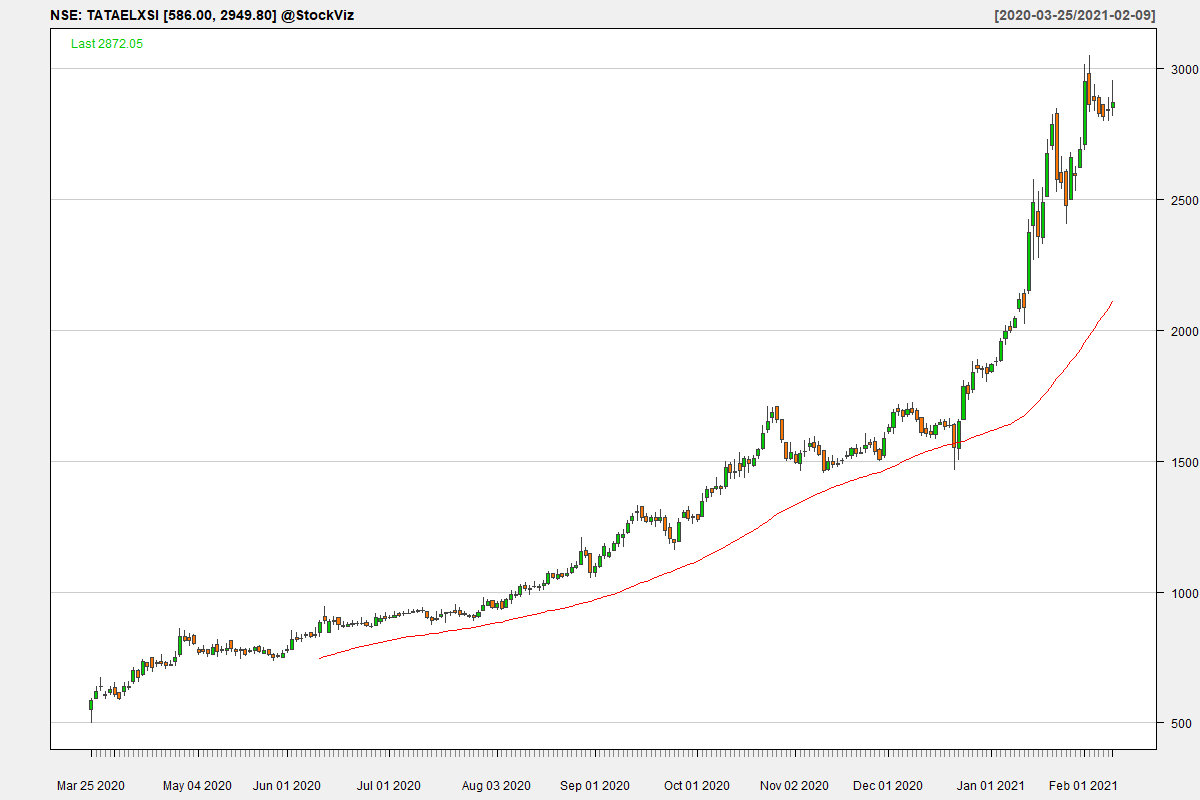 NSE: TATAELXSI [586.00, 2949.80] @StockViz [2020-03-25/2021-02-09]
Last 2872.05
3000
2500
2000
1500
1000
500
Mar 25 2020 May 04 2020 Jun 01 2020 Jul 01 2020 Aug 03 2020 Sep 01 2020 Oct 01 2020 Nov 02 2020 Dec 01 2020 Jan 01 2021 Feb 01 2021